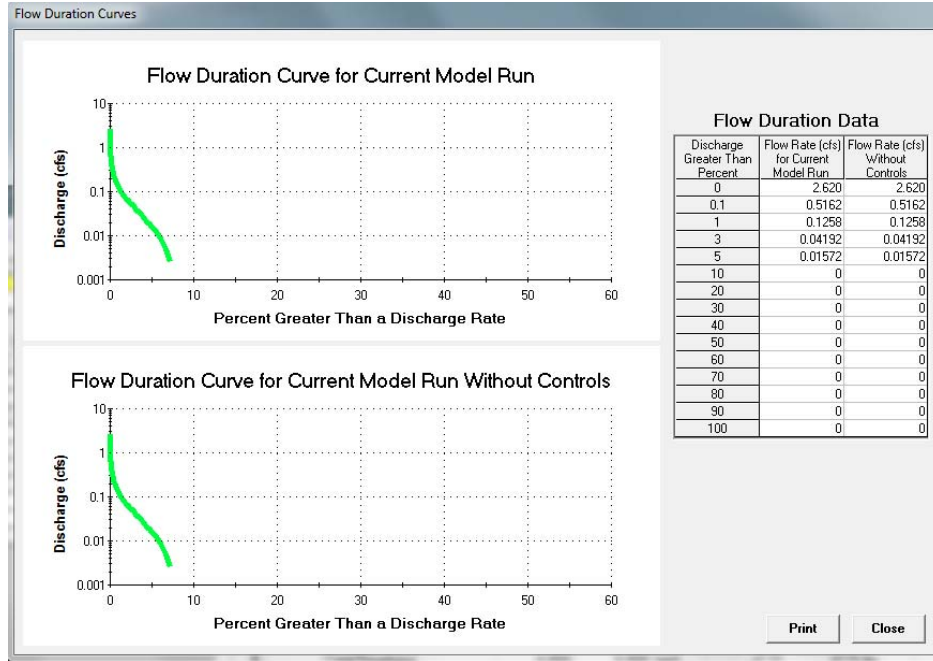 Flow Duration Curves
Flow Duration Curve for Current Model Run
10
1
0.1
0.01
0.001
Discharge (cfs)
0 10 20 30 40 50 60
Percent Greater Than a Discharge Rate
Flow Duration Curve for Current Model Run Without Controls
10
1
0.1
0.01
0.001
Discharge (cfs)
0 10 20 30 40 50 60
Percent Greater Than a Discharge Rate
Flow Duration Data
Discharge Flow Rate (cfs) Flow Rate (cfs)
Greater Than for Current Without
Percent Model Run Controls
0 2.620 2.620
0.1 0.5162 0.5162
1 0.1258 0.1258
3 0.04192 0.04192
5 0.01572 0.01572
10 0 0
20 0 0
30 0 0
40 0 0
50 0 0
60 0 0
70 0 0
80 0 0
90 0 0
100 0 0
Print Close